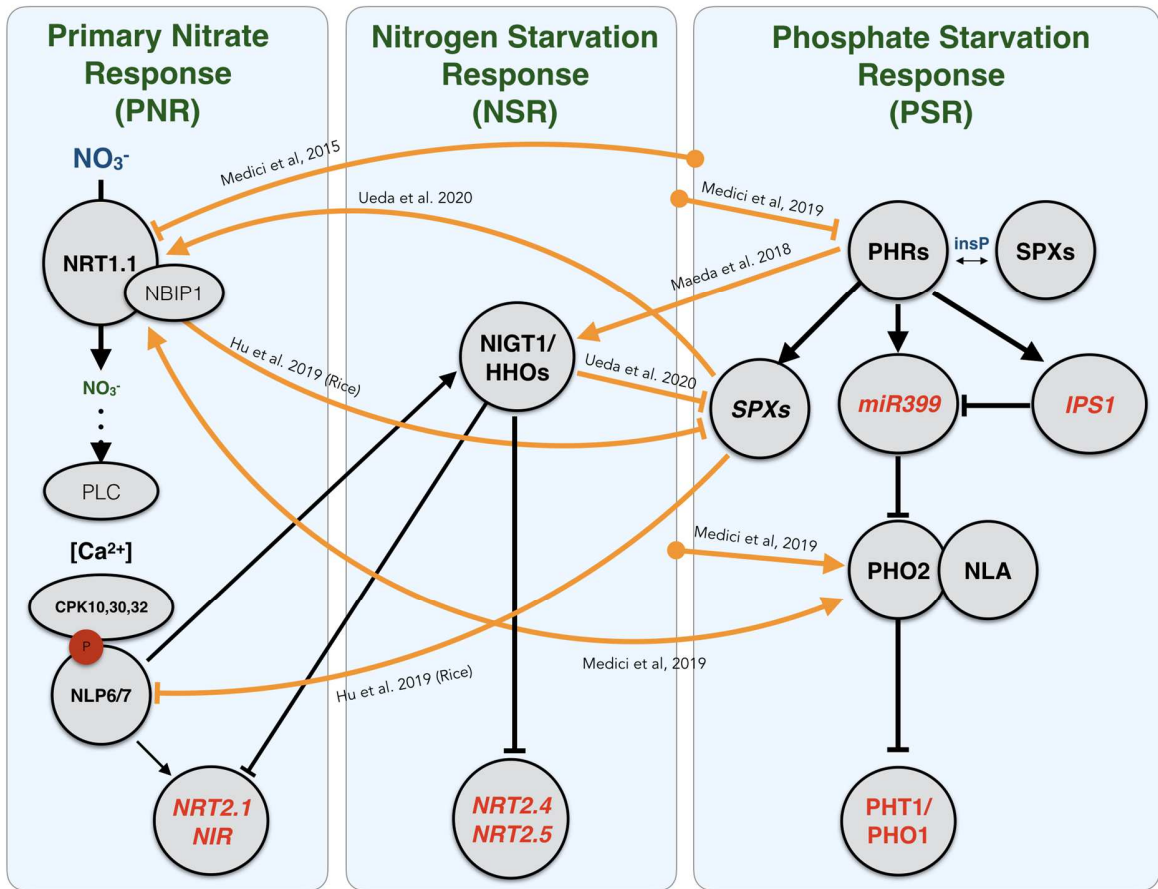 Primary Nitrate
Response
(PNR)
Nitrogen Starvation
Response
(NSR)
Phosphate Starvation
Response
(PSR)
NO₃⁻
Medici et al, 2015
Ueda et al. 2020
Medici et al, 2019
Maeda et al. 2018
NRT1.1
NBIP1
PHRs
insP
SPXs
Hu et al. 2019 (Rice)
NIGT1/
HHOs
Ueda et al. 2020
SPXs
miR399
IPS1
NO₃⁻
PLC
[Ca²⁺]
CPK10,30,32
P
NLP6/7
Medici et al, 2019
PHO2
NLA
Medici et al, 2019
Hu et al. 2019 (Rice)
NRT2.1
NIR
NRT2.4
NRT2.5
PHT1/
PHO1